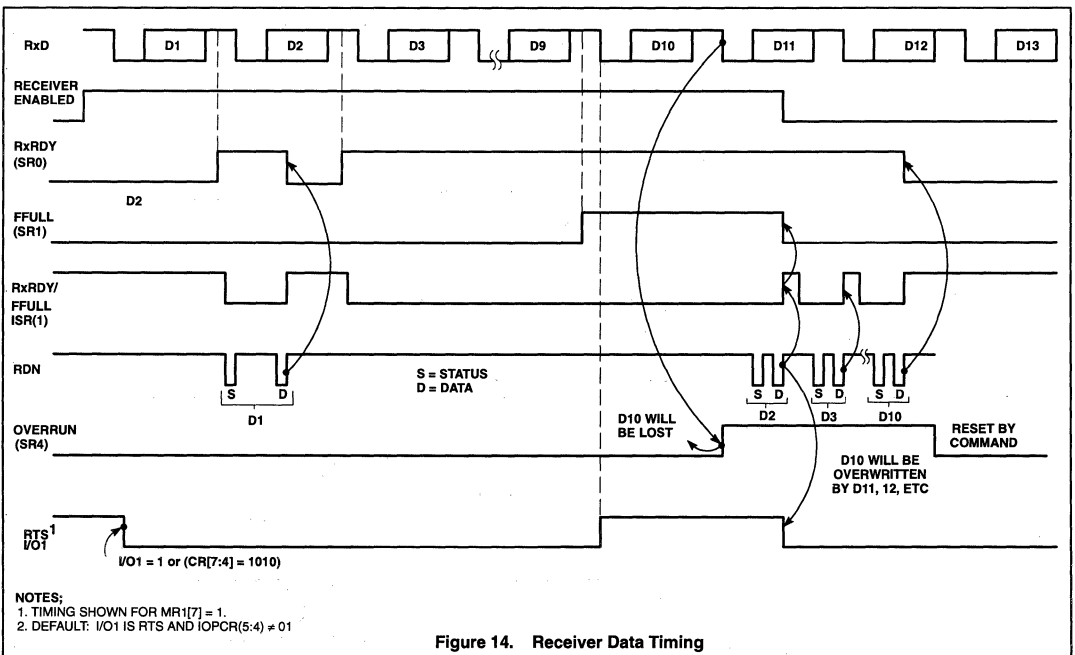 RxD
D1
D2
D3
D9
D10
D11
D12
D13
RECEIVER
ENABLED
RxRDY
(SR0)
D2
FFULL
(SR1)
RxRDY/
FFULL
ISR(1)
RDN
S = STATUS
D = DATA
S
D
D1
S
D
D2
S
D
D3
S
D
D10
OVERRUN
(SR4)
D10 WILL
BE LOST
RESET BY
COMMAND
D10 WILL BE
OVERWRITTEN
BY D11, 12, ETC
RTS1
I/O1
I/O1 = 1 or (CR[7:4] = 1010)
NOTES;
1. TIMING SHOWN FOR MR1[7] = 1.
2. DEFAULT: I/O1 IS RTS AND IOPCR(5:4) ≠ 01
Figure 14. Receiver Data Timing